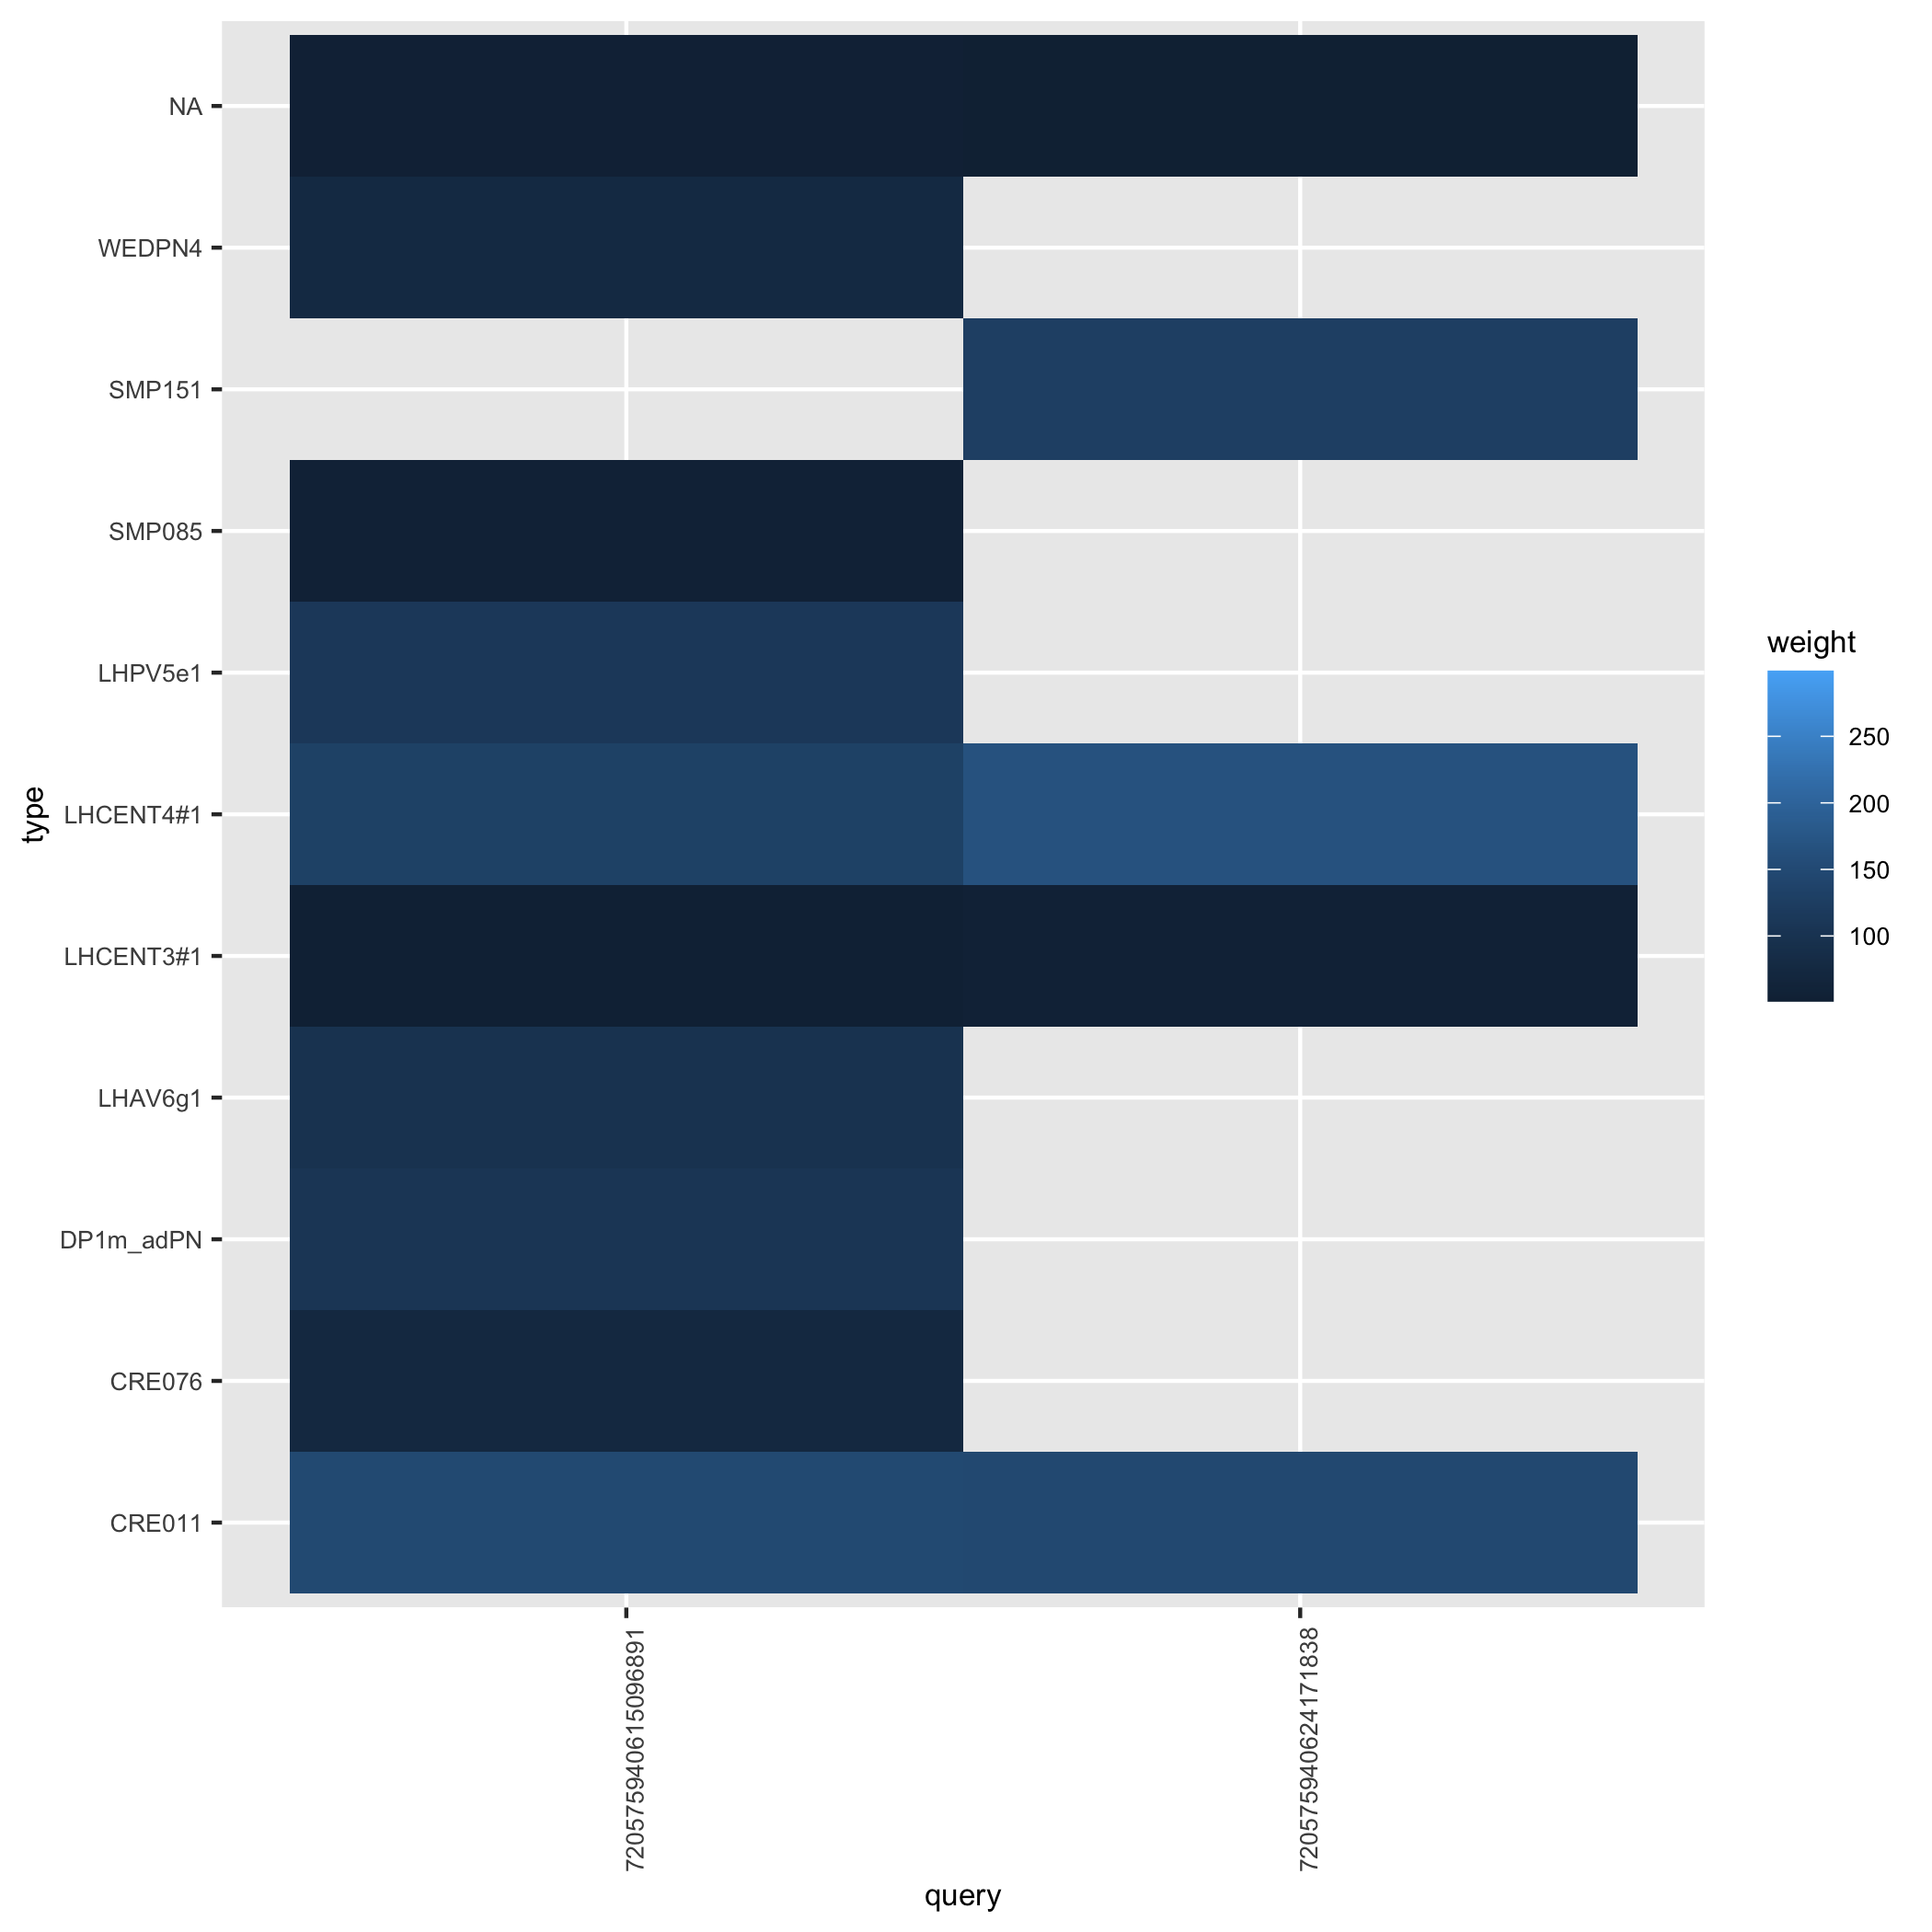 NA
WEDPN4
SMP151
SMP085
LHPV5e1
LHCENT4#1
LHCENT3#1
LHAV6g1
DP1m_adPN
CRE076
CRE011
type
720575940615096891
720575940624171838
query
weight
250
200
150
100